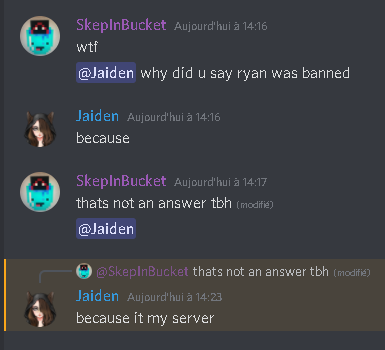 SkepInBucket Aujourd'hui à 14:16
wtf
@Jaiden why did u say ryan was banned
Jaiden Aujourd'hui à 14:16
because
SkepInBucket Aujourd'hui à 14:17
thats not an answer tbh (modifié)
@Jaiden
@SkepInBucket thats not an answer tbh (modifié)
Jaiden Aujourd'hui à 14:23
because it my server